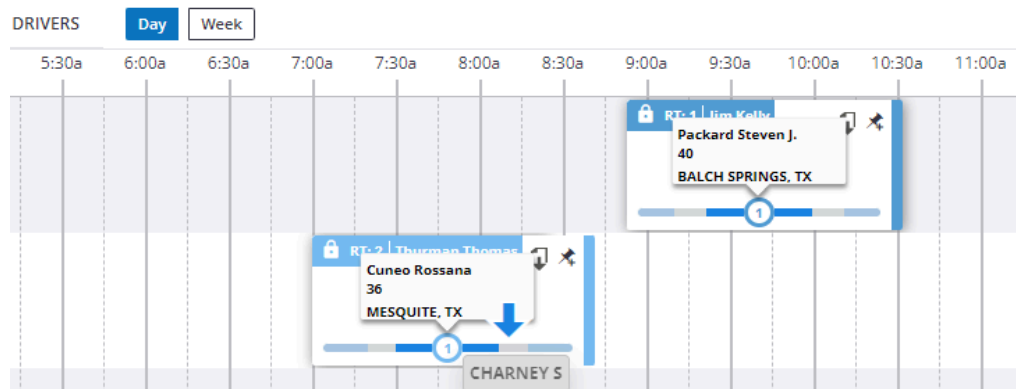 DRIVERS Day Week
5:30a 6:00a 6:30a 7:00a 7:30a 8:00a 8:30a 9:00a 9:30a 10:00a 10:30a 11:00a
RT: 1 Jim Kelly
Packard Steven J.
40
BALCH SPRINGS, TX
1
RT: 2 Thurman Thomas
Cuneo Rossana
36
MESQUITE, TX
1
CHARNEY S